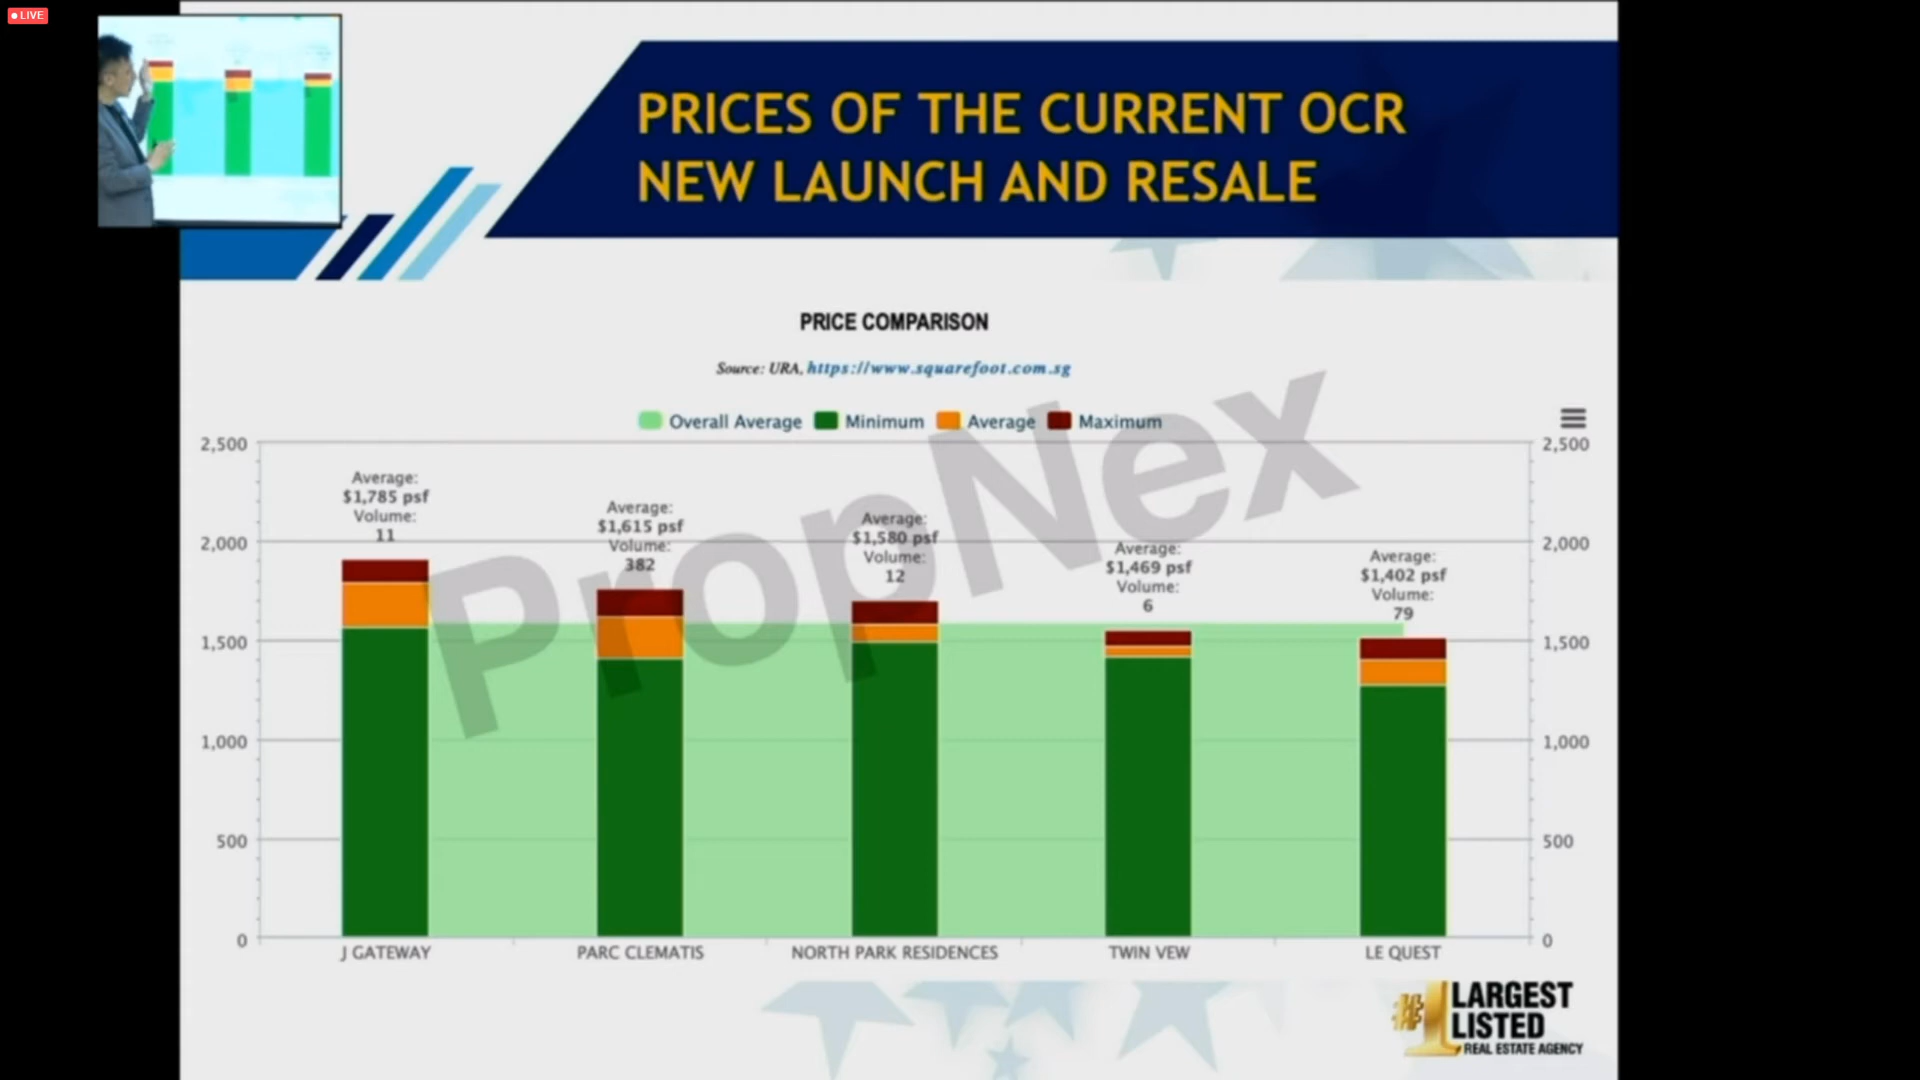 LIVE
PRICES OF THE CURRENT OCR
NEW LAUNCH AND RESALE
PRICE COMPARISON
Source: URA, https://www.squarefoot.com.sg
Overall Average Minimum Average Maximum
2,500 2,500
2,000 2,000
1,500 1,500
1,000 1,000
500 500
0 0
Average:
$1,785 psf
Volume:
11
Average:
$1,615 psf
Volume:
382
Average:
$1,580 psf
Volume:
12
Average:
$1,469 psf
Volume:
6
Average:
$1,402 psf
Volume:
79
PropNex
J GATEWAY PARC CLEMATIS NORTH PARK RESIDENCES TWIN VEW LE QUEST
#1 LARGEST
LISTED
REAL ESTATE AGENCY